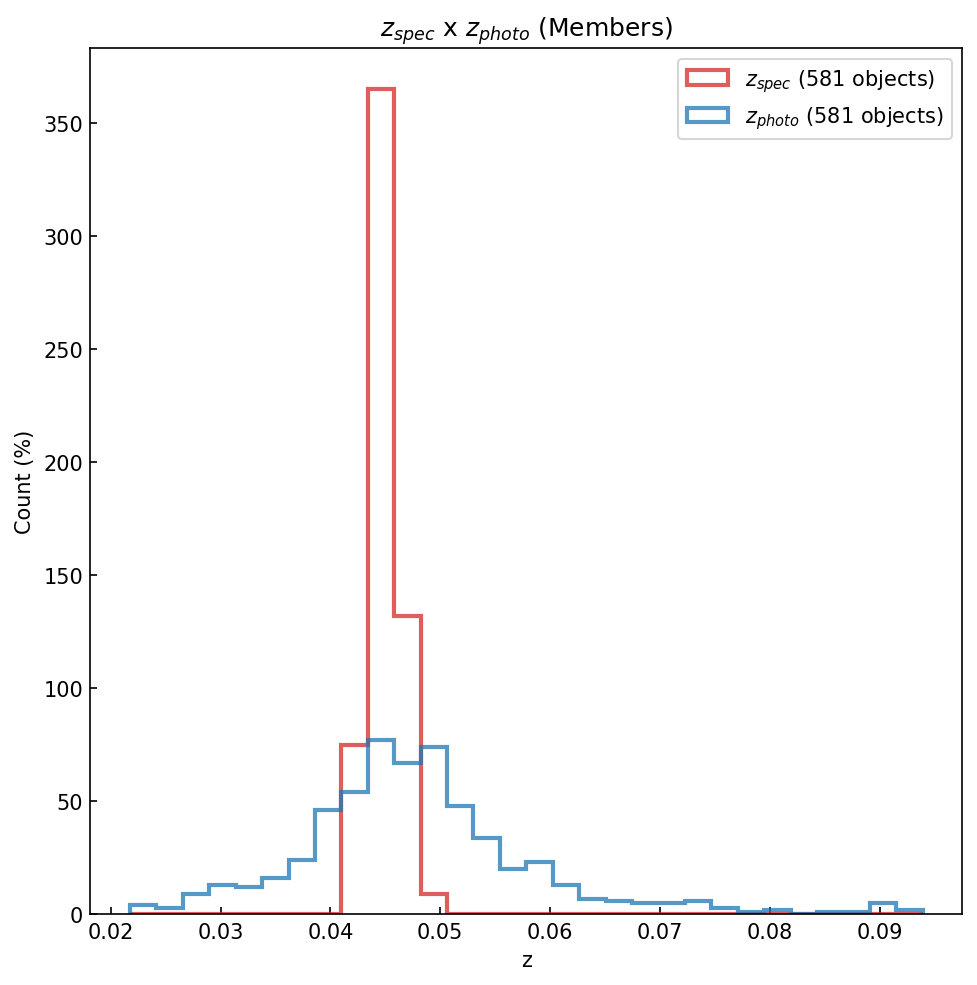 z_spec x z_photo (Members)
z_spec (581 objects)
z_photo (581 objects)
Count (%)
350
300
250
200
150
100
50
0
0.02 0.03 0.04 0.05 0.06 0.07 0.08 0.09
z